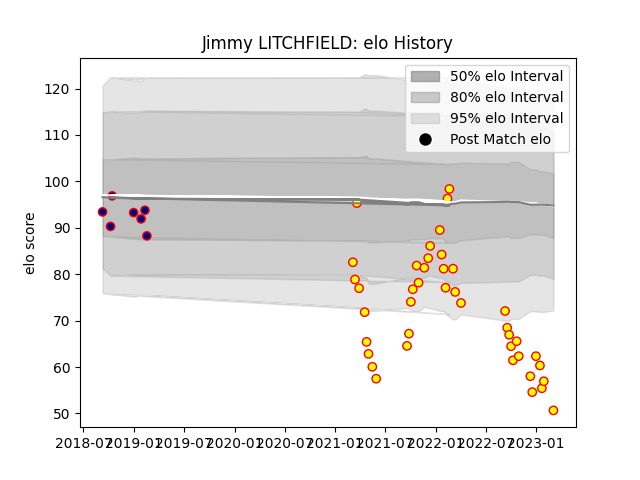 Jimmy LITCHFIELD: elo History
50% elo Interval
80% elo Interval
95% elo Interval
Post Match elo
elo score
120
110
100
90
80
70
60
50
2018-07 2019-01 2019-07 2020-01 2020-07 2021-01 2021-07 2022-01 2022-07 2023-01